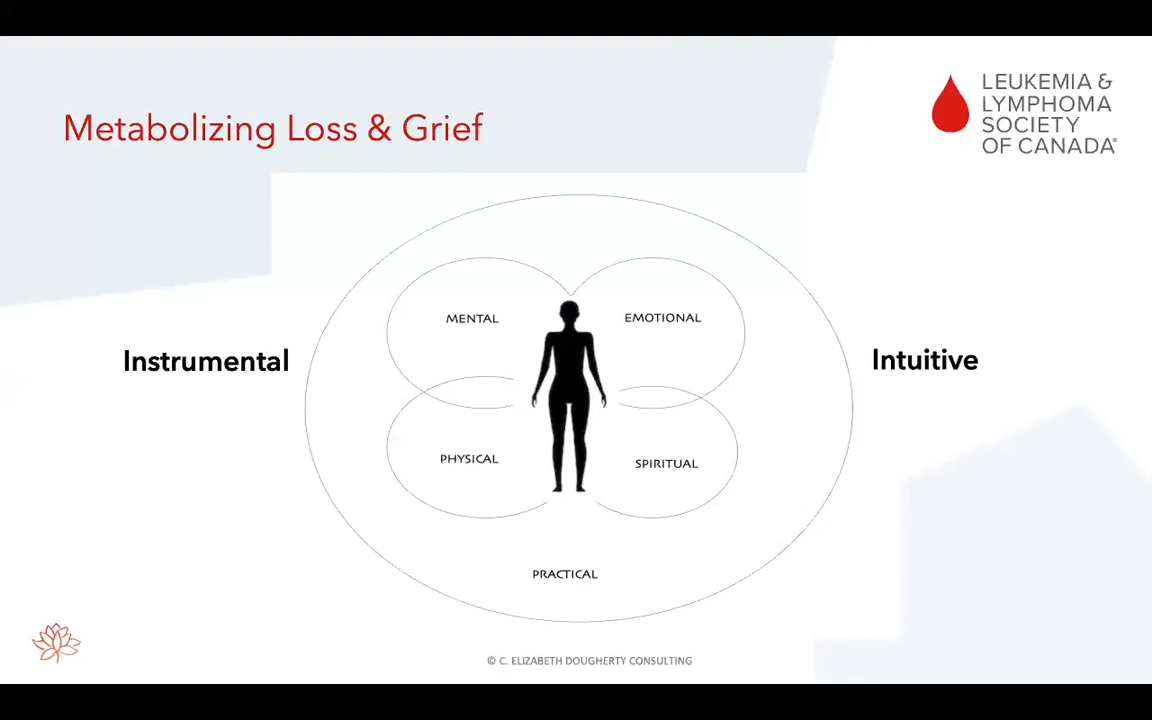 Metabolizing Loss & Grief
LEUKEMIA &
LYMPHOMA
SOCIETY
OF CANADA®
MENTAL
EMOTIONAL
Instrumental
Intuitive
PHYSICAL
SPIRITUAL
PRACTICAL
© C. ELIZABETH DOUGHERTY CONSULTING